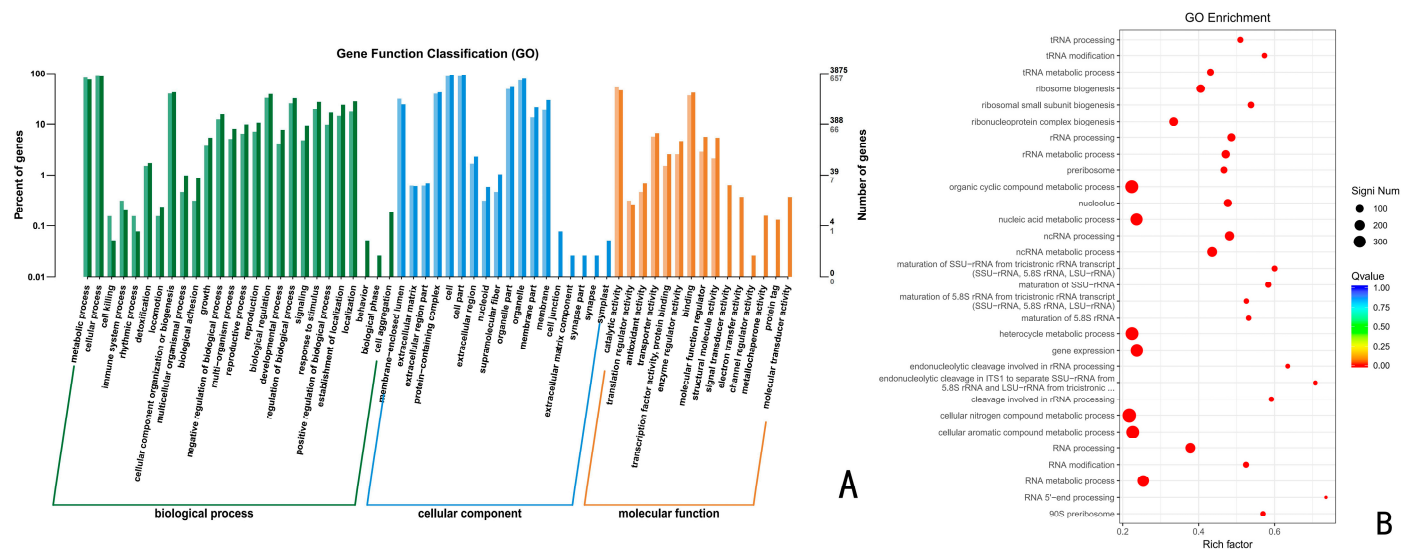 Gene Function Classification (GO)
Percent of genes
100
10
1
0.1
0.01
3875
657
388
66
39
7
4
1
0
0
Number of genes
metabolic process
cellular process
cell killing
immune system process
rhythmic process
detoxification
locomotion
cellular component organization or biogenesis
multicellular organismal process
biological adhesion
growth
negative regulation of biological process
multi-organism process
reproductive process
reproduction
biological regulation
developmental process
regulation of biological process
signaling
response to stimulus
positive regulation of biological process
establishment of localization
localization
behavior
biological phase
cell aggregation
membrane-enclosed lumen
extracellular matrix
extracellular region part
protein-containing complex
cell
cell part
extracellular region
nucleoid
supramolecular fiber
organelle part
organelle
membrane part
membrane
cell junction
extracellular matrix component
synapse part
synapse
symplast
catalytic activity
translation regulator activity
antioxidant activity
transporter activity
transcription factor activity, protein binding
enzyme regulator activity
binding
molecular function regulator
structural molecule activity
signal transducer activity
electron transfer activity
channel regulator activity
metallochaperone activity
protein tag
molecular transducer activity
biological process
cellular component
molecular function
A
GO Enrichment
tRNA processing
tRNA modification
tRNA metabolic process
ribosome biogenesis
ribosomal small subunit biogenesis
ribonucleoprotein complex biogenesis
rRNA processing
rRNA metabolic process
preribosome
organic cyclic compound metabolic process
nucleolus
nucleic acid metabolic process
ncRNA processing
ncRNA metabolic process
maturation of SSU-rRNA from tricistronic rRNA transcript
(SSU-rRNA, 5.8S rRNA, LSU-rRNA)
maturation of SSU-rRNA
maturation of 5.8S rRNA from tricistronic rRNA transcript
(SSU-rRNA, 5.8S rRNA, LSU-rRNA)
maturation of 5.8S rRNA
heterocycle metabolic process
gene expression
endonucleolytic cleavage involved in rRNA processing
endonucleolytic cleavage in ITS1 to separate SSU-rRNA from
5.8S rRNA and LSU-rRNA from tricistronic ...
cleavage involved in rRNA processing
cellular nitrogen compound metabolic process
cellular aromatic compound metabolic process
RNA processing
RNA modification
RNA metabolic process
RNA 5'-end processing
90S preribosome
0.2
0.4
0.6
Rich factor
Signi Num
100
200
300
Qvalue
1.00
0.75
0.50
0.25
0.00
B